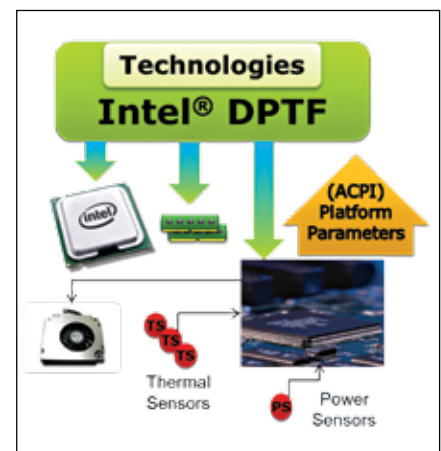 Technologies
Intel® DPTF
(ACPI)
Platform
Parameters
intel
TS
TS
TS
Thermal
Sensors
PS
Power
Sensors